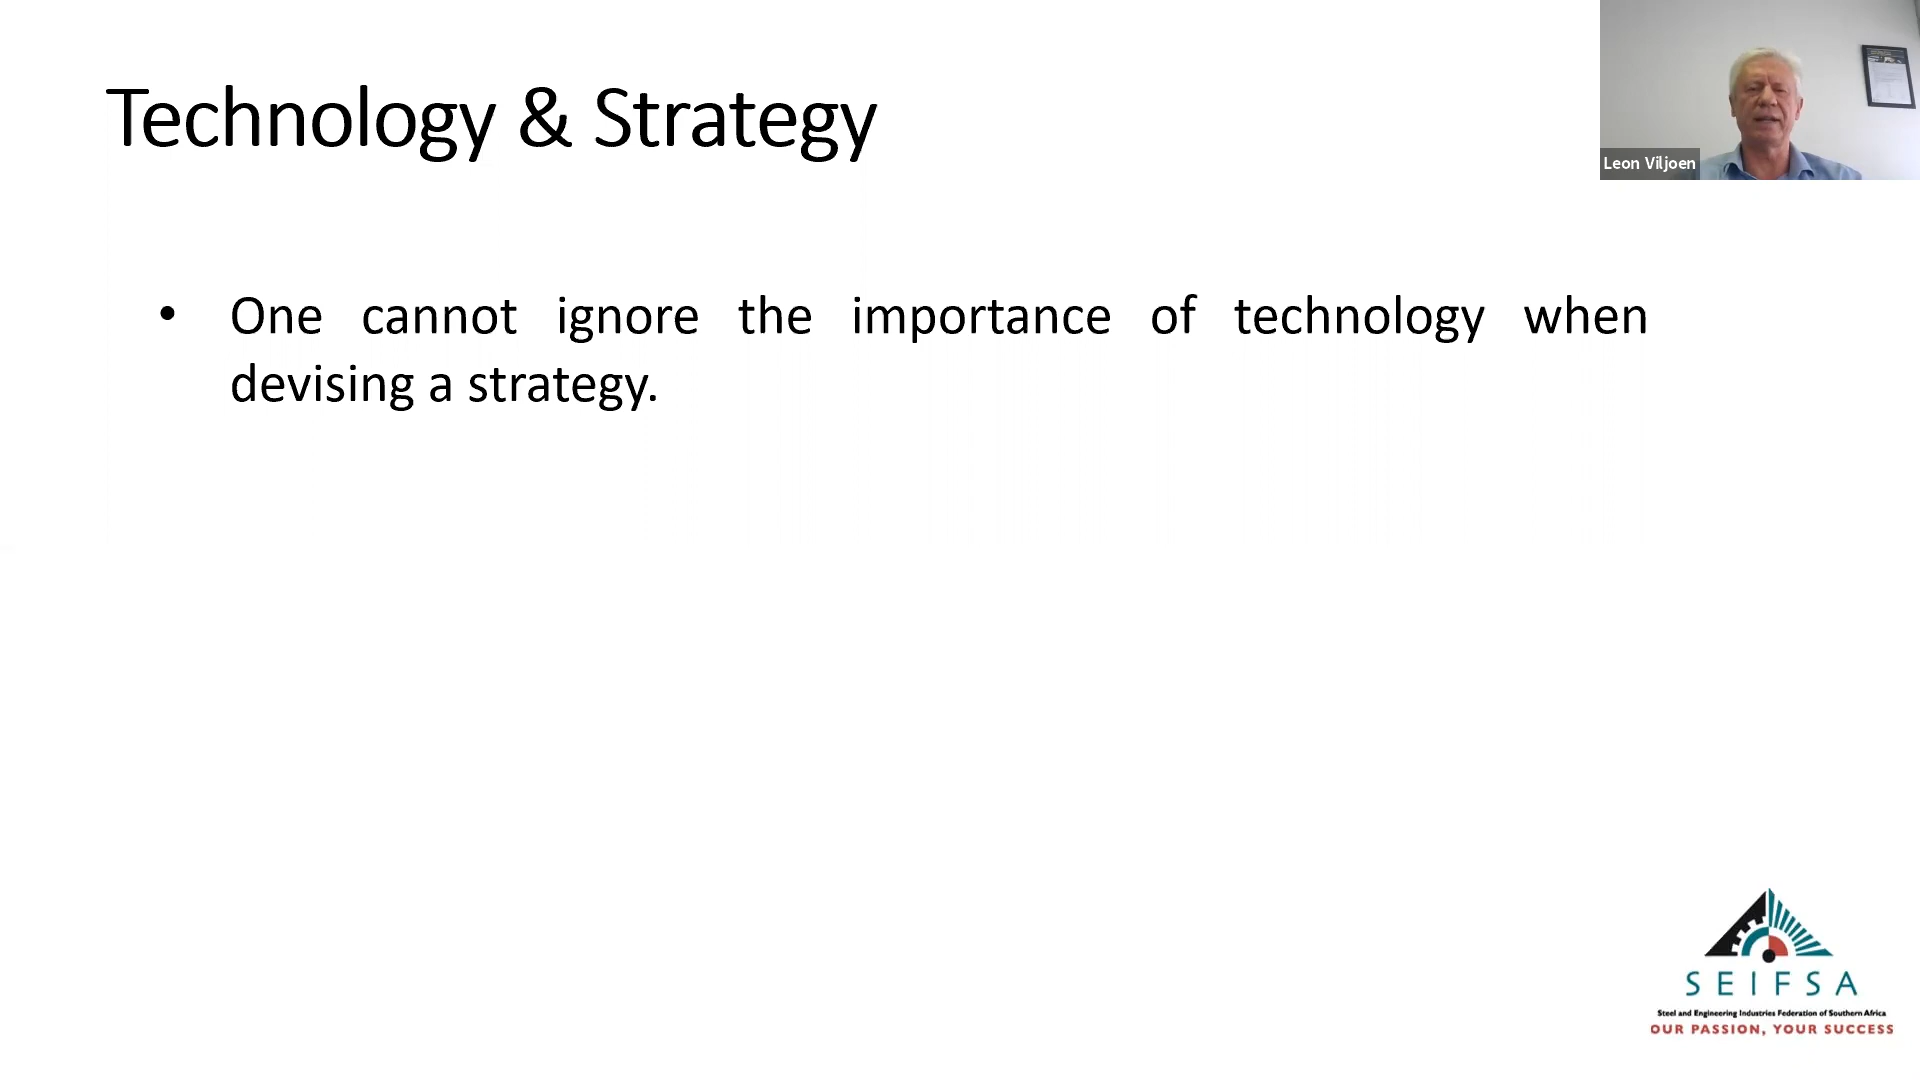 Technology & Strategy
Leon Viljoen
• One cannot ignore the importance of technology when
devising a strategy.
SEIFSA
Steel and Engineering Industries Federation of Southern Africa
OUR PASSION, YOUR SUCCESS